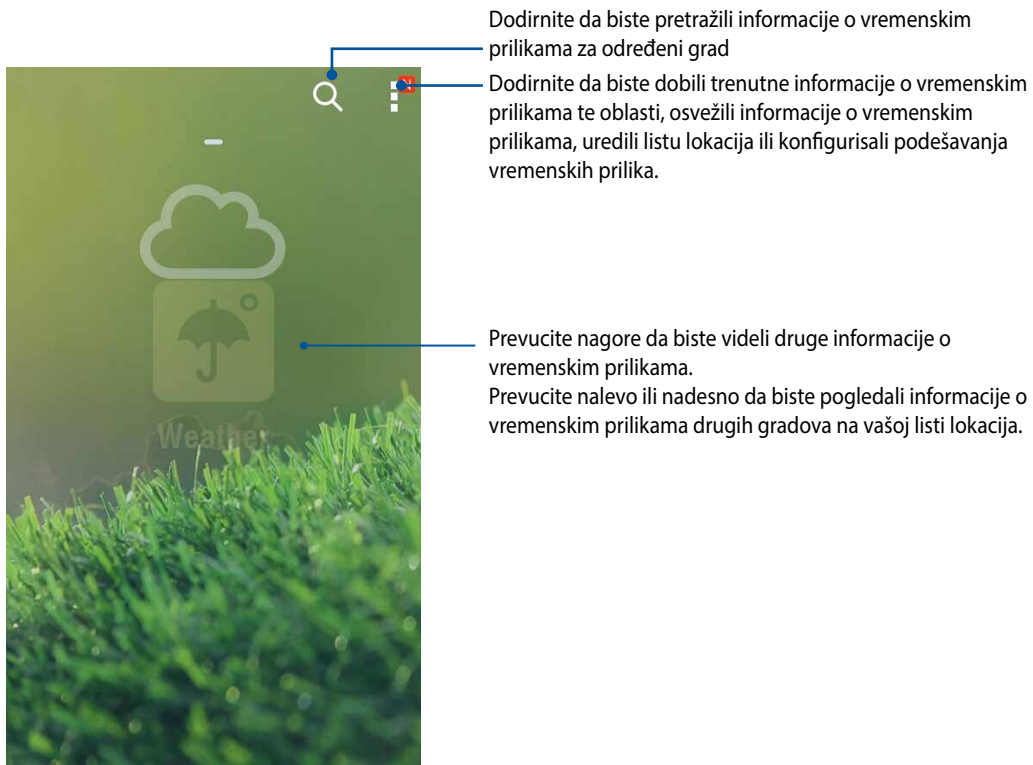 Dodirnite da biste pretražili informacije o vremenskim
prilikama za određeni grad
Dodirnite da biste dobili trenutne informacije o vremenskim
prilikama te oblasti, osvežili informacije o vremenskim
prilikama, uredili listu lokacija ili konfigurisali podešavanja
vremenskih prilika.
Prevucite nagore da biste videli druge informacije o
vremenskim prilikama.
Prevucite nalevo ili nadesno da biste pogledali informacije o
vremenskim prilikama drugih gradova na vašoj listi lokacija.
Weather